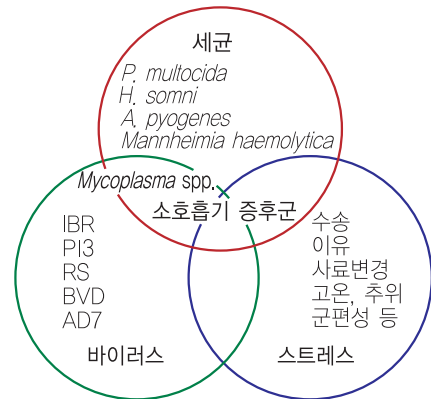 세균
P. multocida
H. somni
A. pyogenes
Mannheimia haemolytica
Mycoplasma spp.
소호흡기 증후군
IBR
PI3
RS
BVD
AD7
바이러스
수송
이유
사료변경
고온, 추위
군편성 등
스트레스